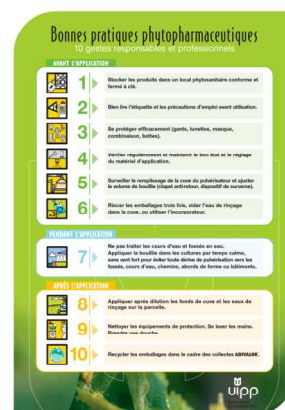 Bonnes pratiques phytopharmaceutiques
10 gestes responsables et professionnels
AVANT L'APPLICATION
1
Stocker les produits dans un local phytosanitaire conforme et
fermé à clé.
2
Bien lire l'étiquette et les précautions d'emploi avant utilisation.
3
Se protéger efficacement (gants, lunettes, masque,
combinaison, bottes).
4
Vérifier régulièrement et maintenir le bon état et le réglage
du matériel d'application.
5
Surveiller le remplissage de la cuve du pulvérisateur et ajuster
le volume de bouillie (clapet antiretour, dispositif de surverse).
6
Rincer les emballages trois fois, vider l'eau de rinçage
dans la cuve, ou utiliser l'incorporateur.
PENDANT L'APPLICATION
7
Ne pas traiter les cours d'eau et fossés en eau.
Appliquer la bouillie dans les cultures par temps calme,
sans vent fort pour éviter toute dérive de pulvérisation vers les
fossés, cours d'eau, chemins, abords de ferme ou bâtiments.
APRÈS L'APPLICATION
8
Appliquer après dilution les fonds de cuve et les eaux de
rinçage sur la parcelle.
9
Nettoyer les équipements de protection. Se laver les mains.
Prendre une douche.
10
Recycler les emballages dans le cadre des collectes ADIVALOR.
uipp